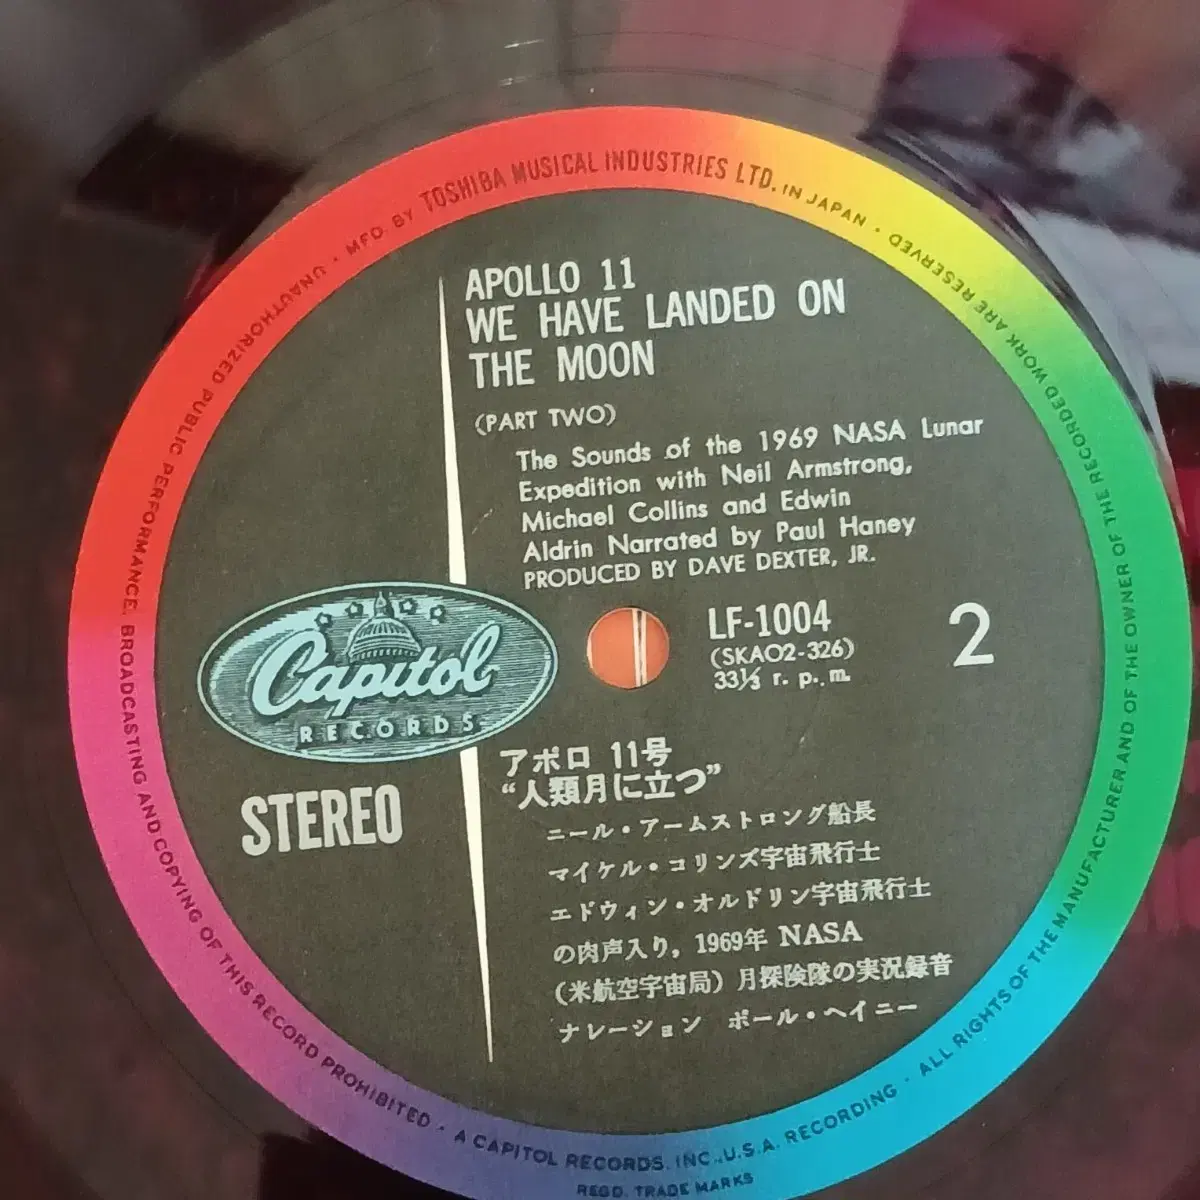 MFD. BY TOSHIBA MUSICAL INDUSTRIES LTD. IN JAPAN · ALL RIGHTS OF THE MANUFACTURER AND OF THE OWNER OF THE RECORDED WORK ARE RESERVED ·
UNAUTHORIZED PUBLIC PERFORMANCE, BROADCASTING AND COPYING OF THIS RECORD PROHIBITED · A CAPITOL RECORDS, INC., U.S.A. RECORDING ·
REGD. TRADE MARKS
APOLLO 11
WE HAVE LANDED ON
THE MOON
(PART TWO)
The Sounds of the 1969 NASA Lunar
Expedition with Neil Armstrong,
Michael Collins and Edwin
Aldrin Narrated by Paul Haney
PRODUCED BY DAVE DEXTER, JR.
LF-1004
(SKAO2-326)
33⅓ r. p. m.
2
Capitol
RECORDS
STEREO
アポロ 11号
“人類月に立つ”
ニール・アームストロング船長
マイケル・コリンズ宇宙飛行士
エドウィン・オルドリン宇宙飛行士
の肉声入り, 1969年 NASA
(米航空宇宙局) 月探険隊の実況録音
ナレーション ポール・ヘイニー